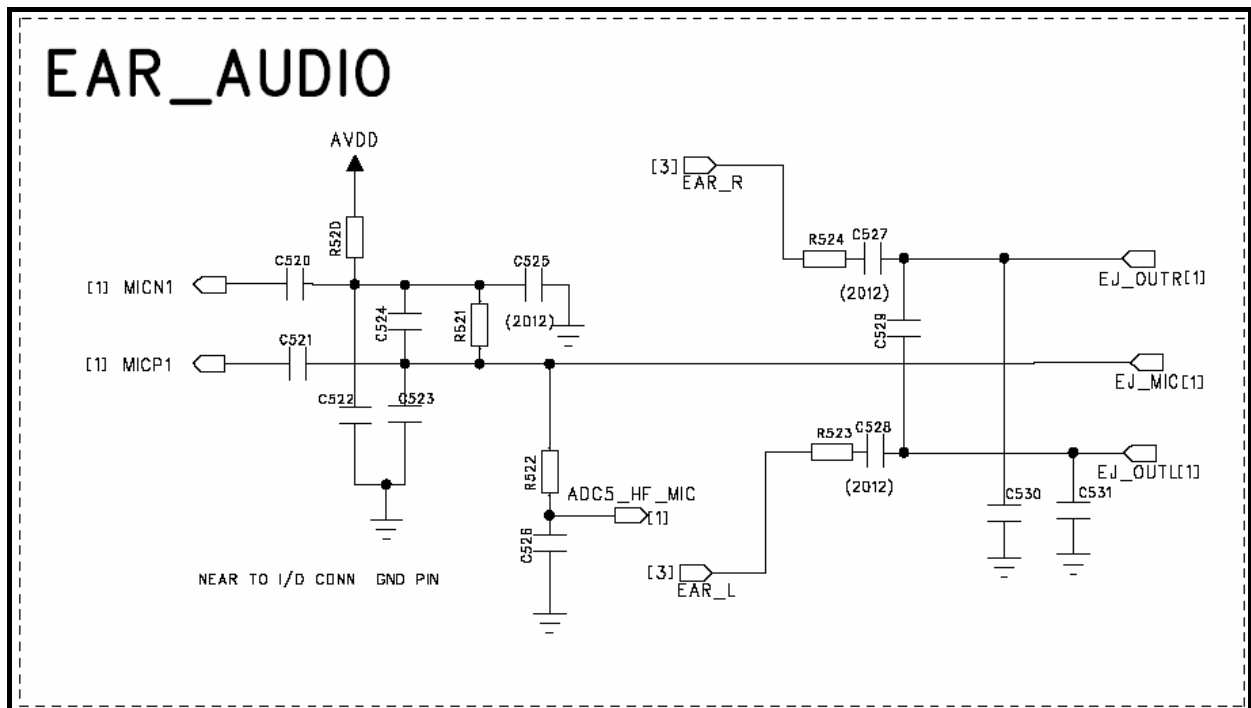 EAR_AUDIO
AVDD
[3]
EAR_R
R520
R524
C527
C520
C525
[1] MICN1
EJ_OUTR[1]
(2012)
C524
R521
(2012)
C529
C521
[1] MICP1
EJ_MIC[1]
C522
C523
R523
C528
R522
EJ_OUTL[1]
(2012)
ADC5_HF_MIC
[1]
C530
C531
C526
NEAR TO I/O CONN GND PIN
[3]
EAR_L